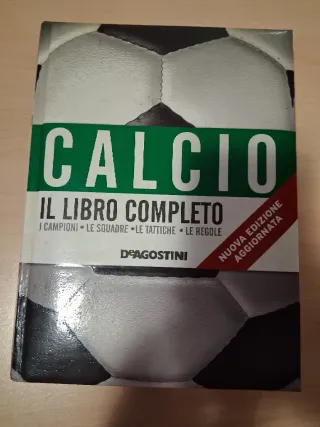 CALCIO
IL LIBRO COMPLETO
I CAMPIONI • LE SQUADRE • LE TATTICHE • LE REGOLE
DeAGOSTINI
NUOVA EDIZIONE
AGGIORNATA